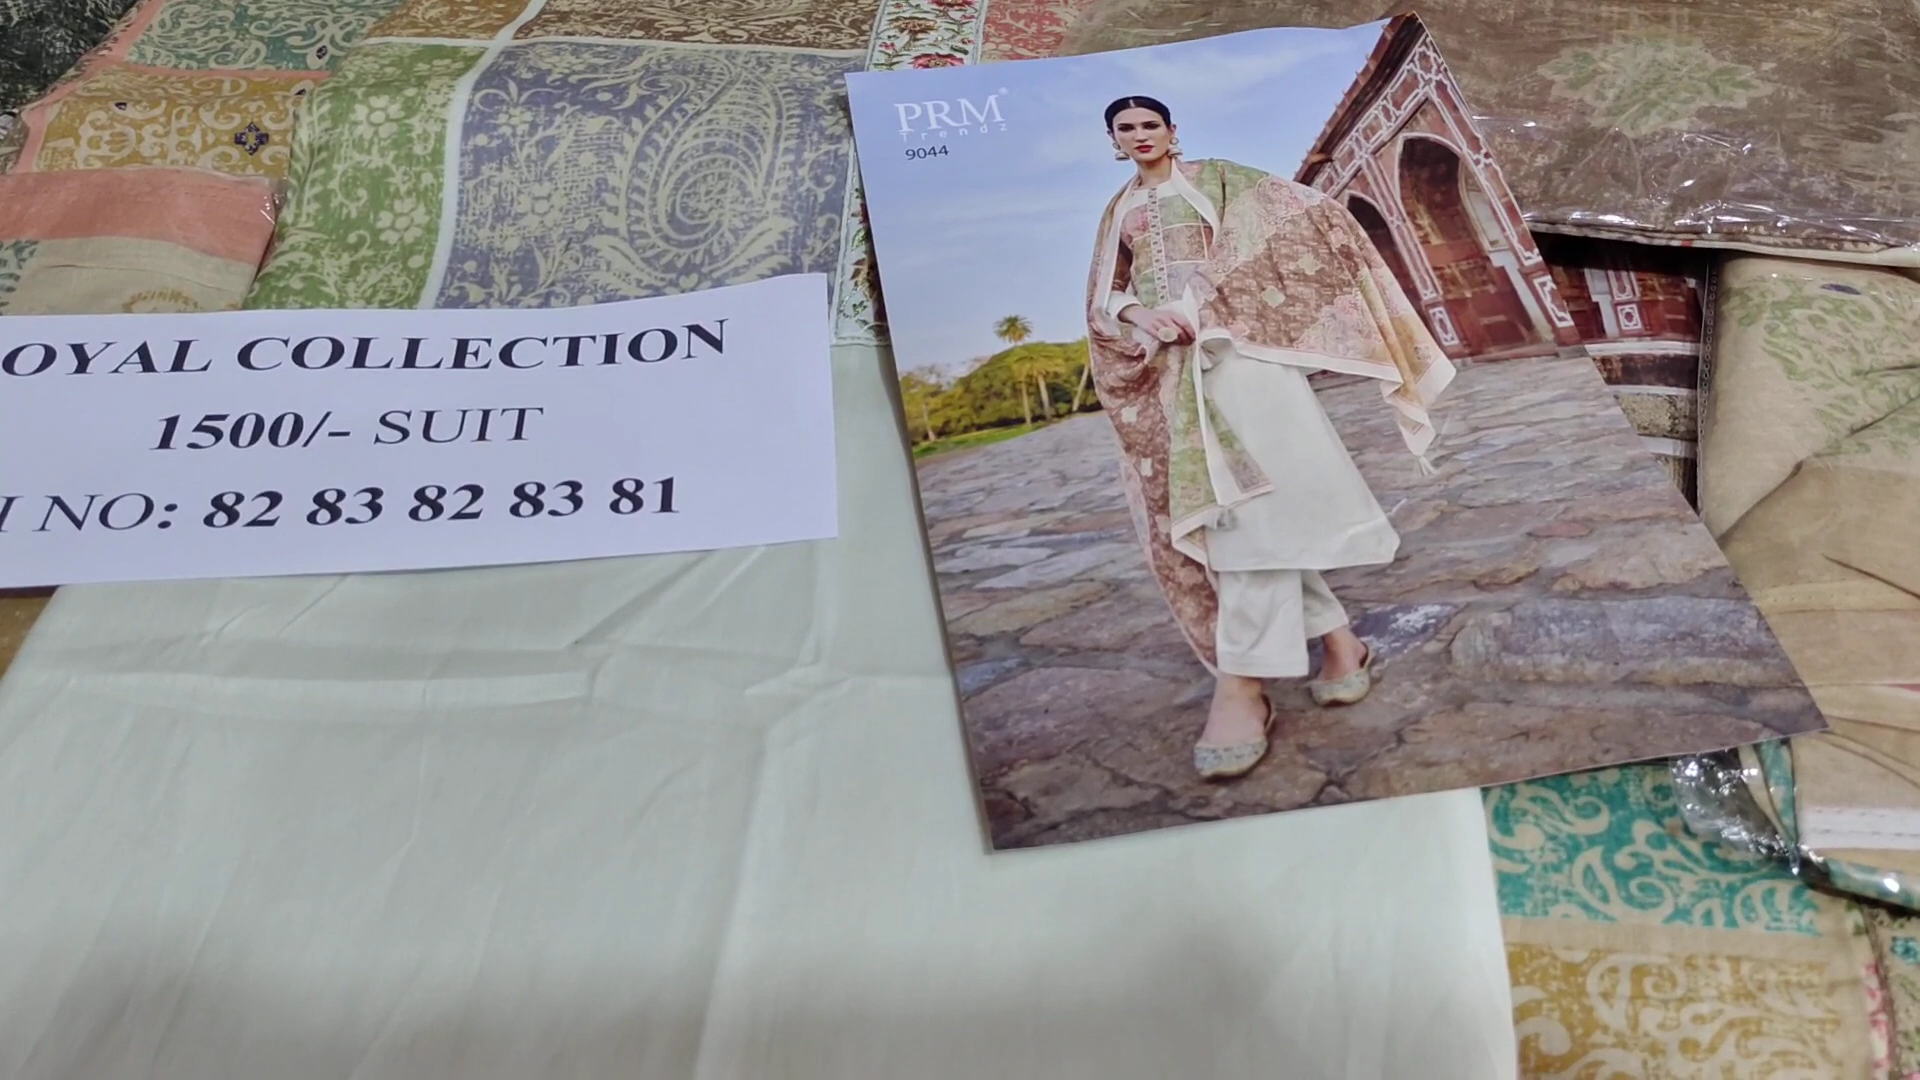 OYAL COLLECTION
1500/- SUIT
NO: 82 83 82 83 81
PRM
Trendz
9044